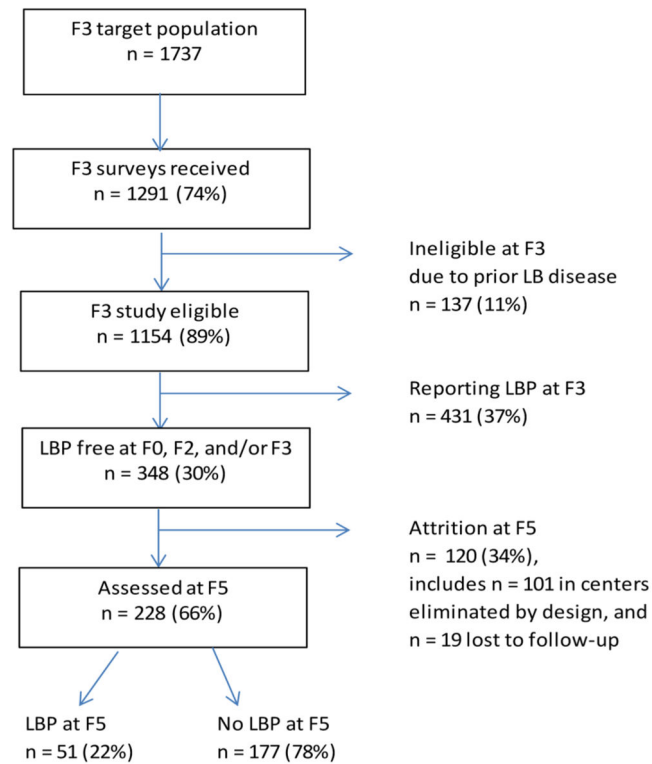 F3 target population
n = 1737
F3 surveys received
n = 1291 (74%)
Ineligible at F3
due to prior LB disease
n = 137 (11%)
F3 study eligible
n = 1154 (89%)
Reporting LBP at F3
n = 431 (37%)
LBP free at F0, F2, and/or F3
n = 348 (30%)
Attrition at F5
n = 120 (34%),
includes n = 101 in centers
eliminated by design, and
n = 19 lost to follow-up
Assessed at F5
n = 228 (66%)
LBP at F5
n = 51 (22%)
No LBP at F5
n = 177 (78%)